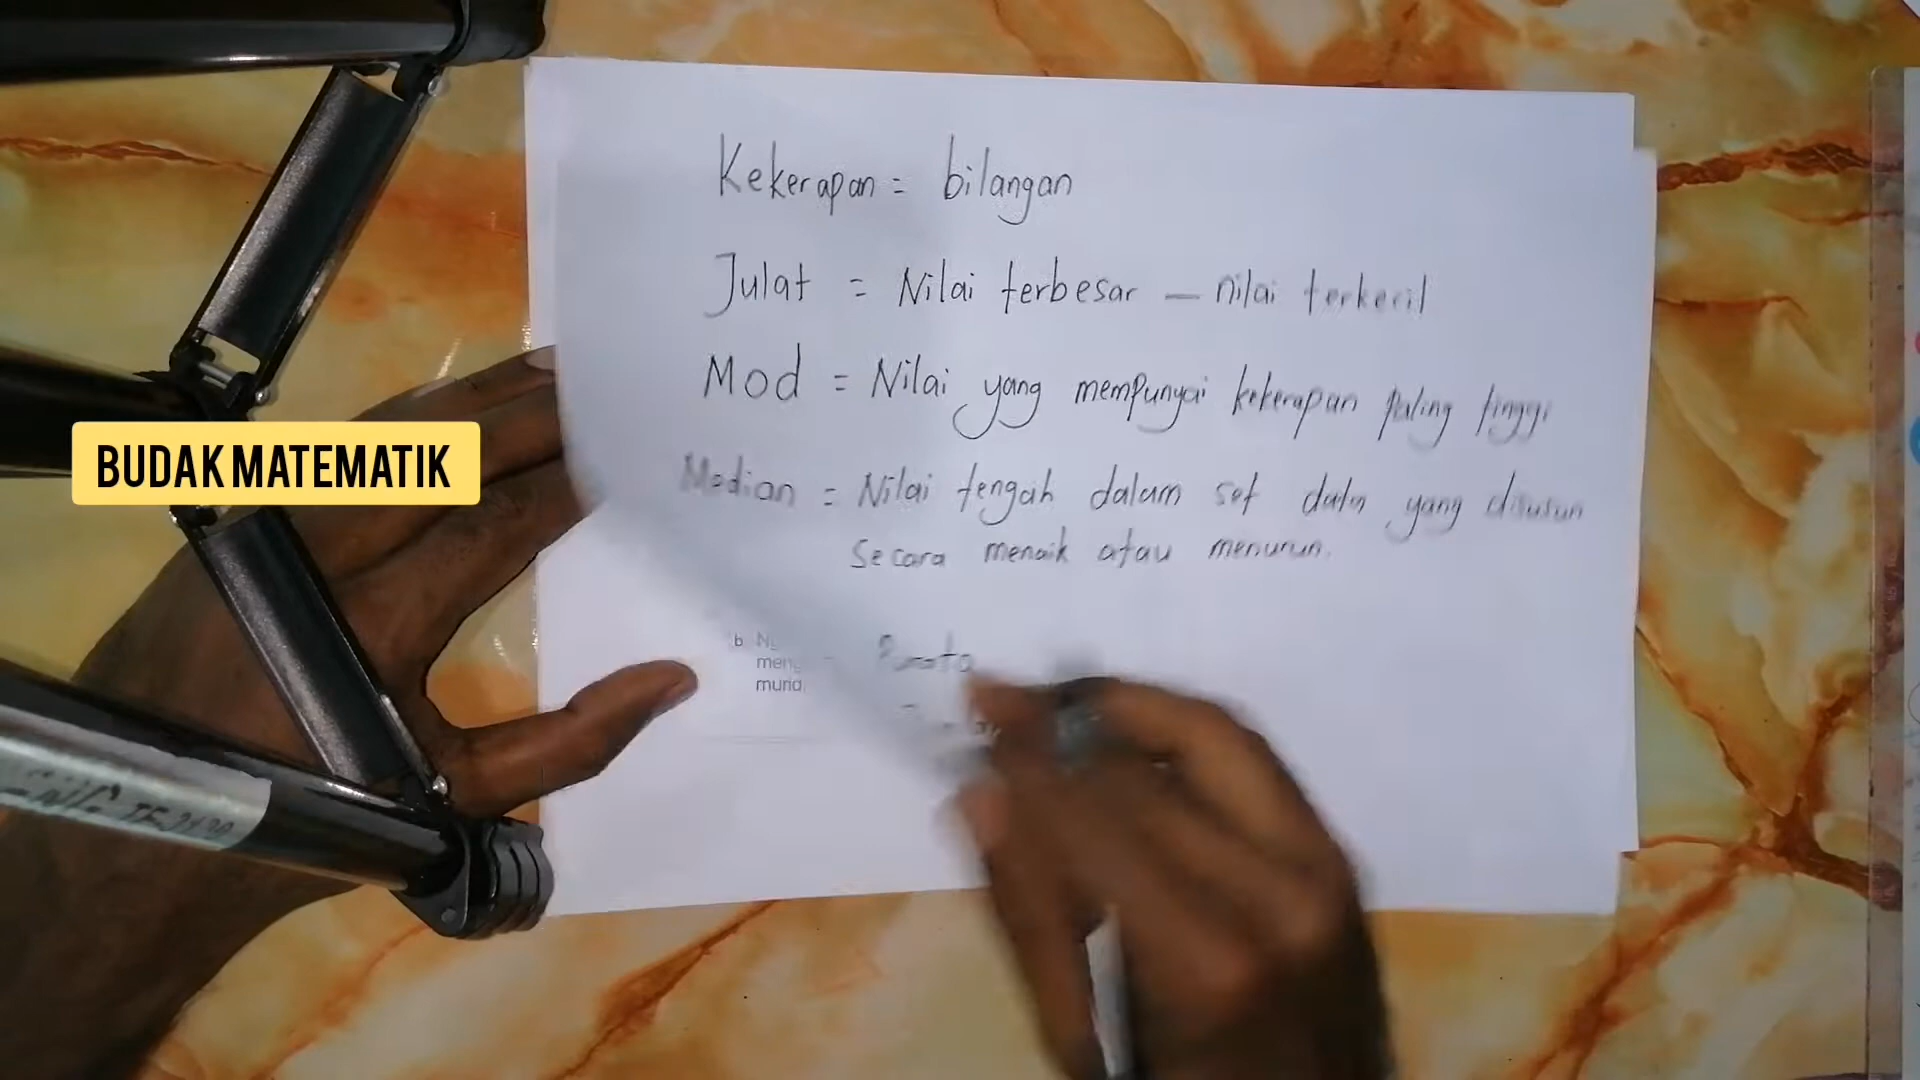 Kekerapan = bilangan
Julat = Nilai terbesar — nilai terkecil
Mod = Nilai yang mempunyai kekerapan paling tinggi
BUDAK MATEMATIK
Median = Nilai tengah dalam set data yang disusun
secara menaik atau menurun.
b.
murid